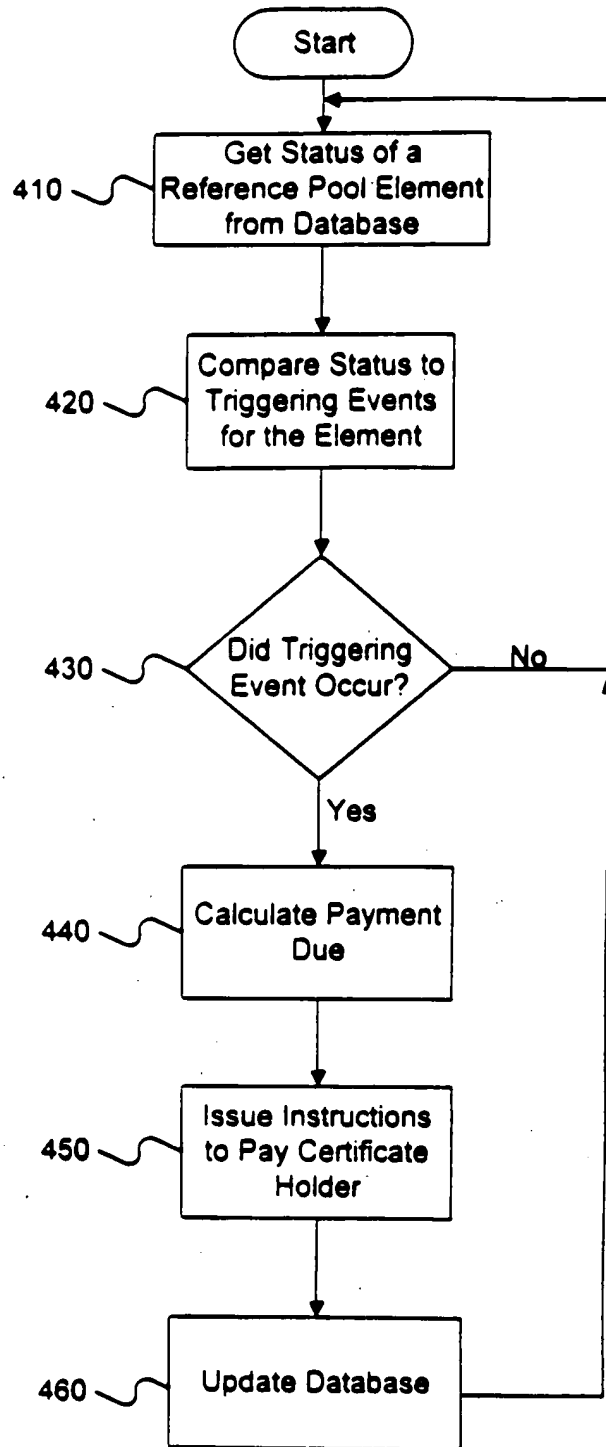 Start
410
Get Status of a
Reference Pool Element
from Database
420
Compare Status to
Triggering Events
for the Element
430
Did Triggering
Event Occur?
No
Yes
440
Calculate Payment
Due
450
Issue Instructions
to Pay Certificate
Holder
460
Update Database